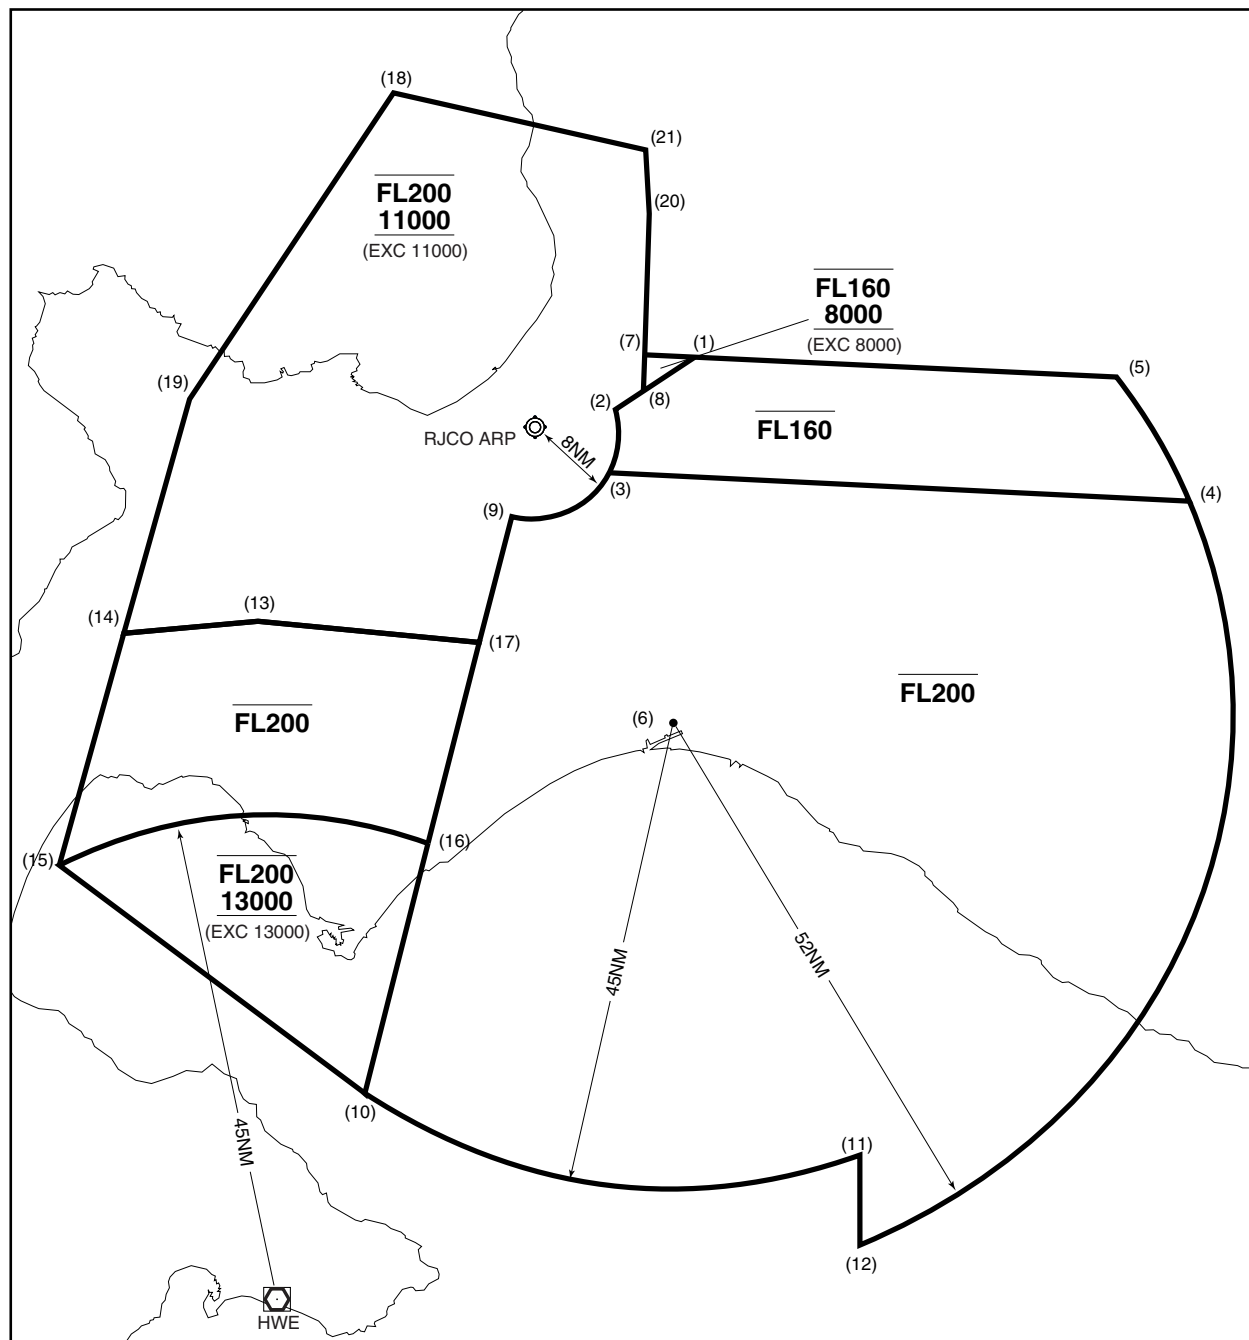 (18)
(21)
FL200
11000
(EXC 11000)
(20)
FL160
8000
(EXC 8000)
(7)
(1)
(5)
(19)
(2)
(8)
RJCO ARP
8NM
FL160
(3)
(4)
(9)
(14)
(13)
(17)
FL200
(6)
FL200
(15)
(16)
FL200
13000
(EXC 13000)
45NM
52NM
(10)
45NM
(11)
(12)
HWE